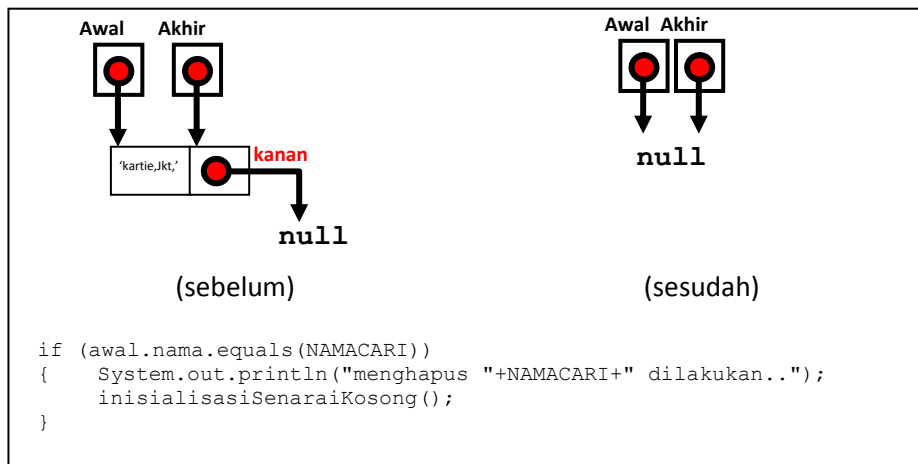 Awal Akhir
Awal Akhir
'kartie,Jkt,'
kanan
null
null
(sebelum)
(sesudah)
if (awal.nama.equals(NAMACARI))
{ System.out.println("menghapus "+NAMACARI+" dilakukan..");
inisialisasiSenaraiKosong();
}